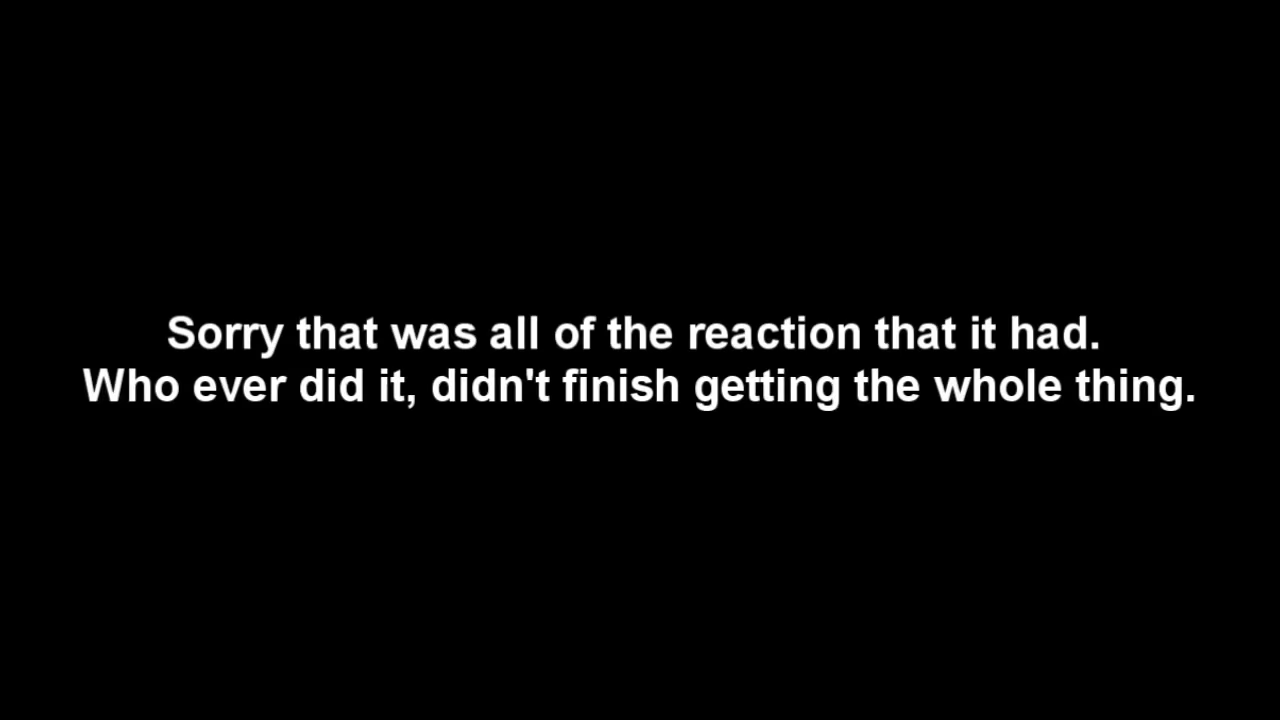 Sorry that was all of the reaction that it had.
Who ever did it, didn't finish getting the whole thing.